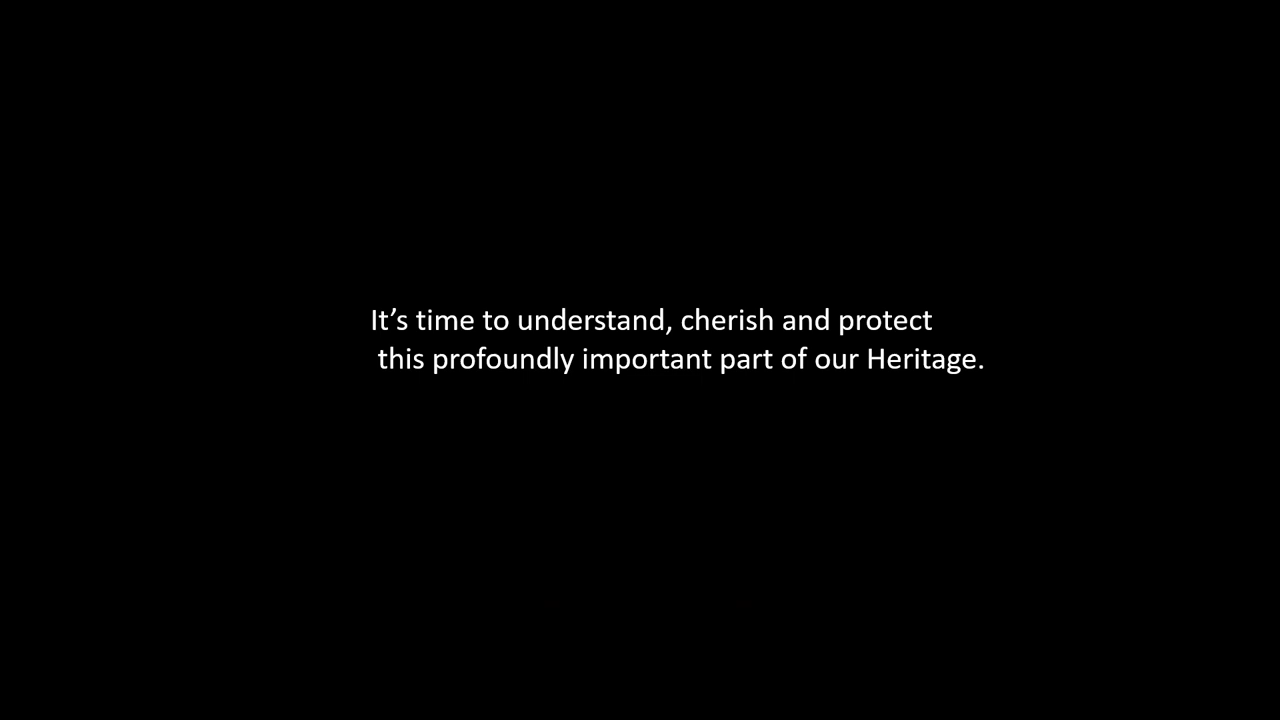 It’s time to understand, cherish and protect
this profoundly important part of our Heritage.